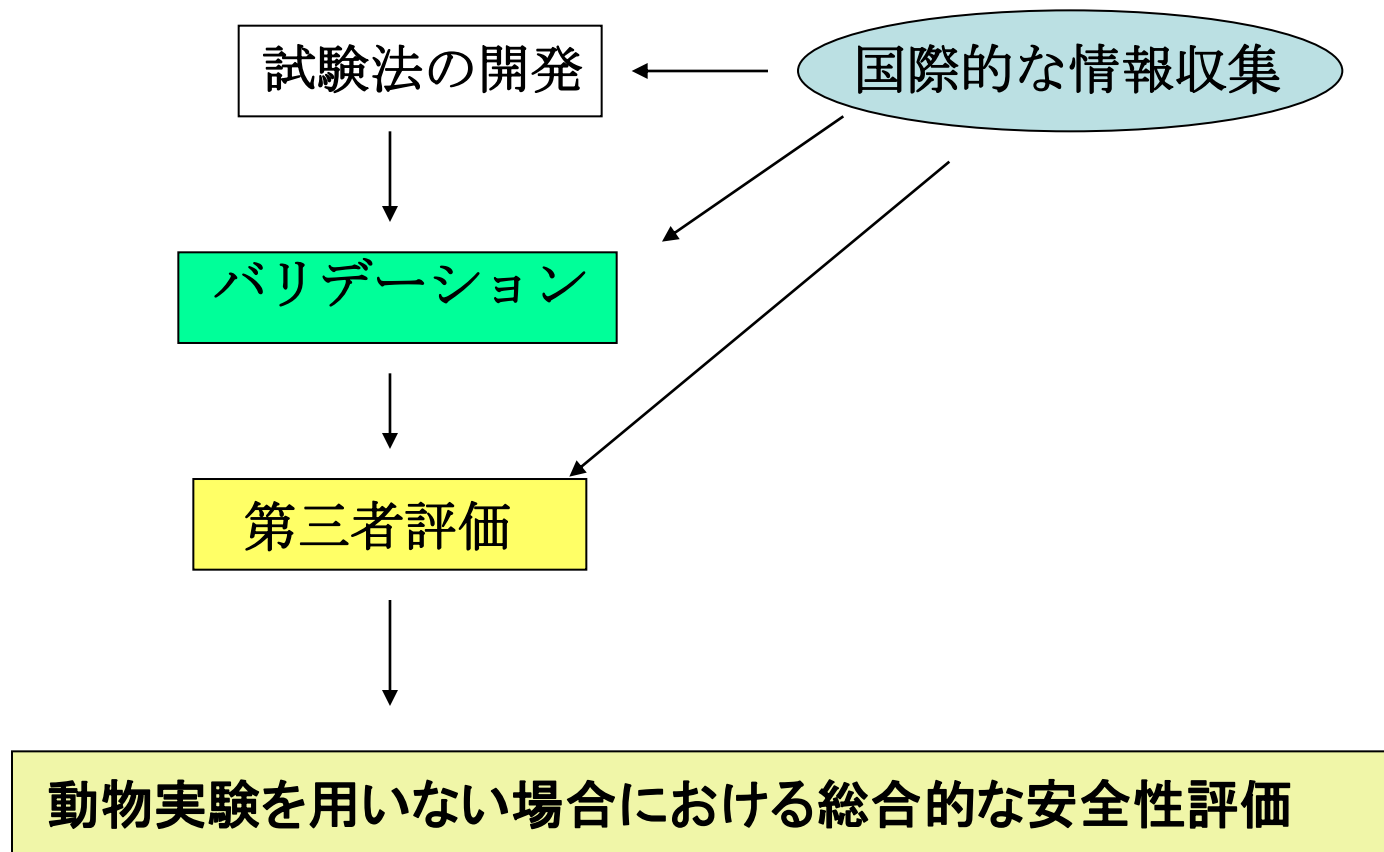 試験法の開発
国際的な情報収集
バリデーション
第三者評価
動物実験を用いない場合における総合的な安全性評価